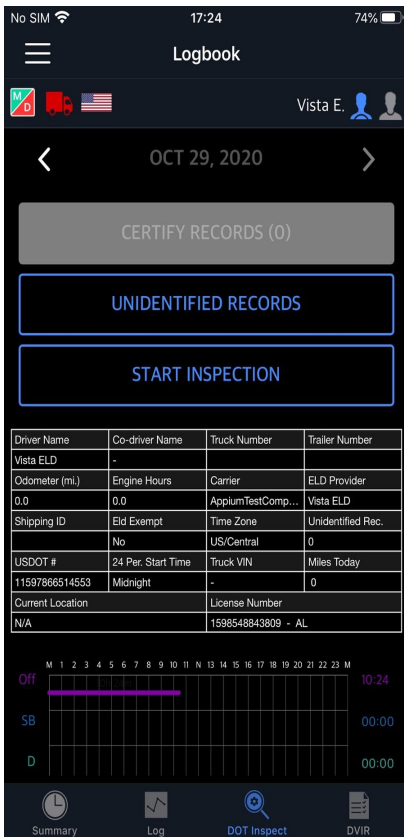 No SIM 17:24 74%
Logbook
M D Vista E.
OCT 29, 2020
CERTIFY RECORDS (0)
UNIDENTIFIED RECORDS
START INSPECTION
Driver Name Co-driver Name Truck Number Trailer Number
Vista ELD -
Odometer (mi.) Engine Hours Carrier ELD Provider
0.0 0.0 AppiumTestComp... Vista ELD
Shipping ID Eld Exempt Time Zone Unidentified Rec.
No US/Central 0
USDOT # 24 Per. Start Time Truck VIN Miles Today
11597866514553 Midnight - 0
Current Location License Number
N/A 1598548843809 - AL
M 1 2 3 4 5 6 7 8 9 10 11 N 13 14 15 16 17 18 19 20 21 22 23 M
Off 10:24
SB 00:00
D 00:00
Summary Log DOT Inspect DVIR